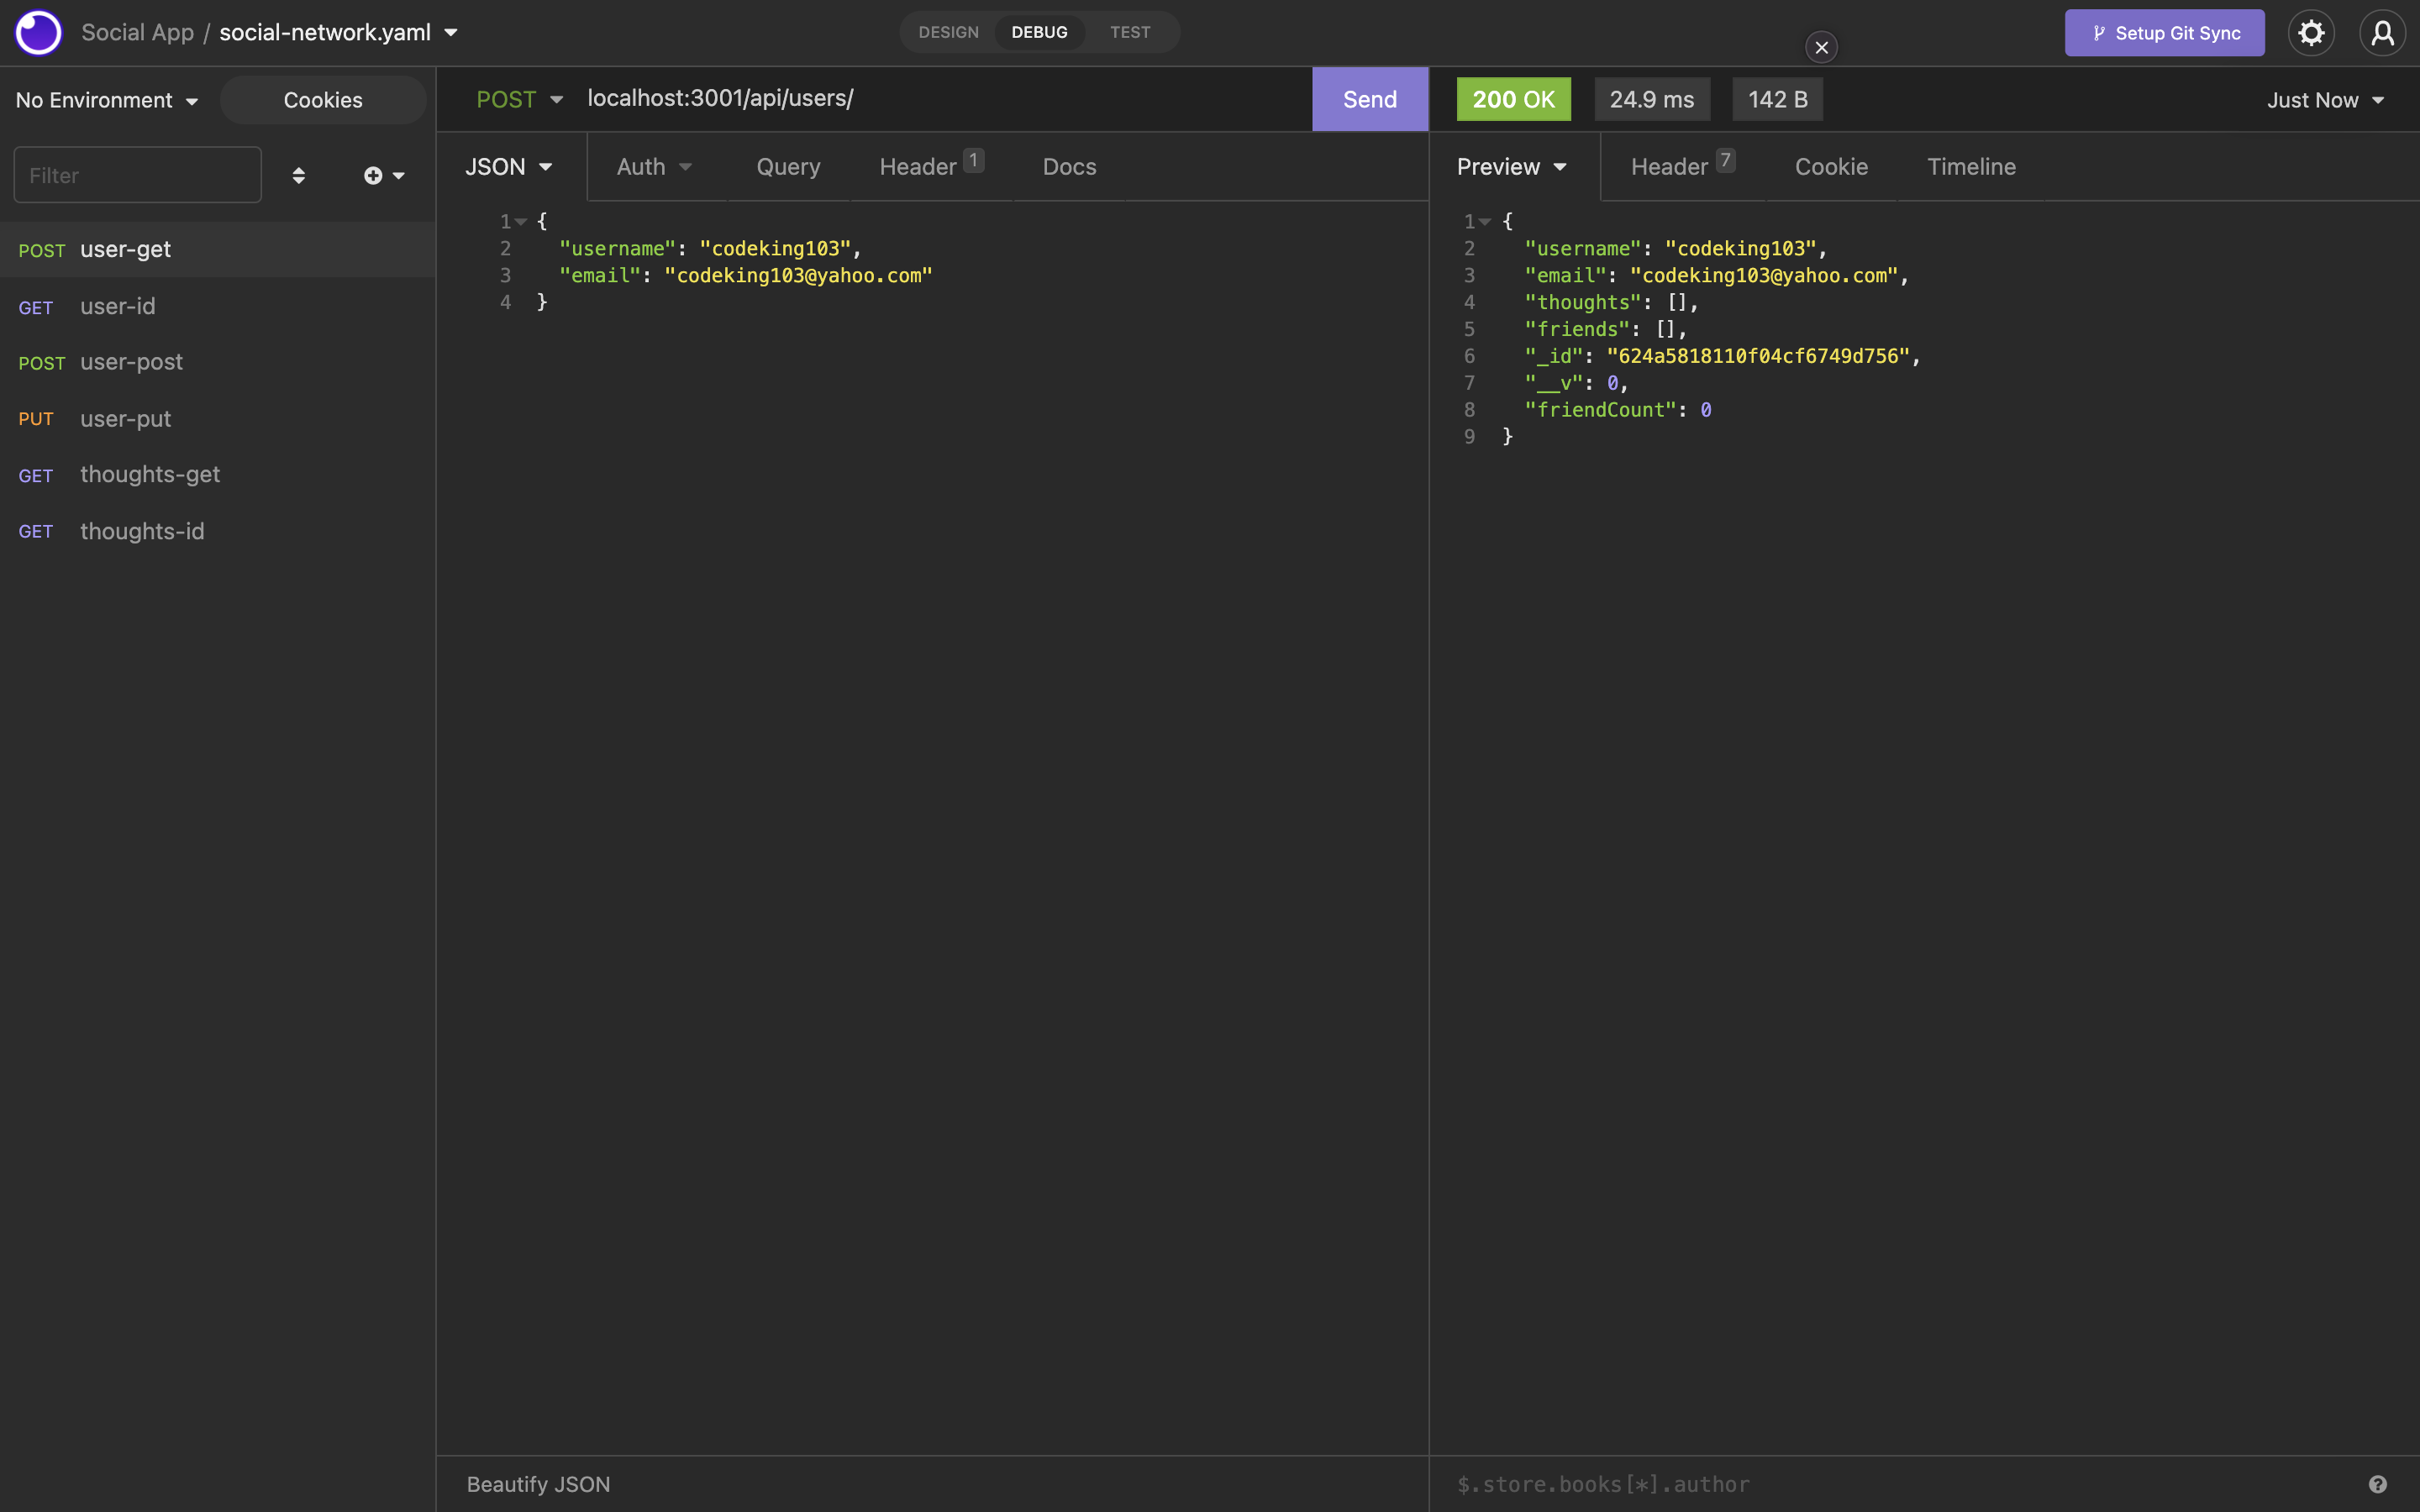 Social App / social-network.yaml
DESIGN DEBUG TEST
Setup Git Sync
No Environment
Cookies
POST localhost:3001/api/users/
Send
200 OK 24.9 ms 142 B
Just Now
Filter
JSON Auth Query Header 1 Docs
Preview Header 7 Cookie Timeline
POST user-get
GET user-id
POST user-post
PUT user-put
GET thoughts-get
GET thoughts-id
1 {
2 "username": "codeking103",
3 "email": "codeking103@yahoo.com"
4 }
1 {
2 "username": "codeking103",
3 "email": "codeking103@yahoo.com",
4 "thoughts": [],
5 "friends": [],
6 "_id": "624a5818110f04cf6749d756",
7 "__v": 0,
8 "friendCount": 0
9 }
Beautify JSON
$.store.books[*].author